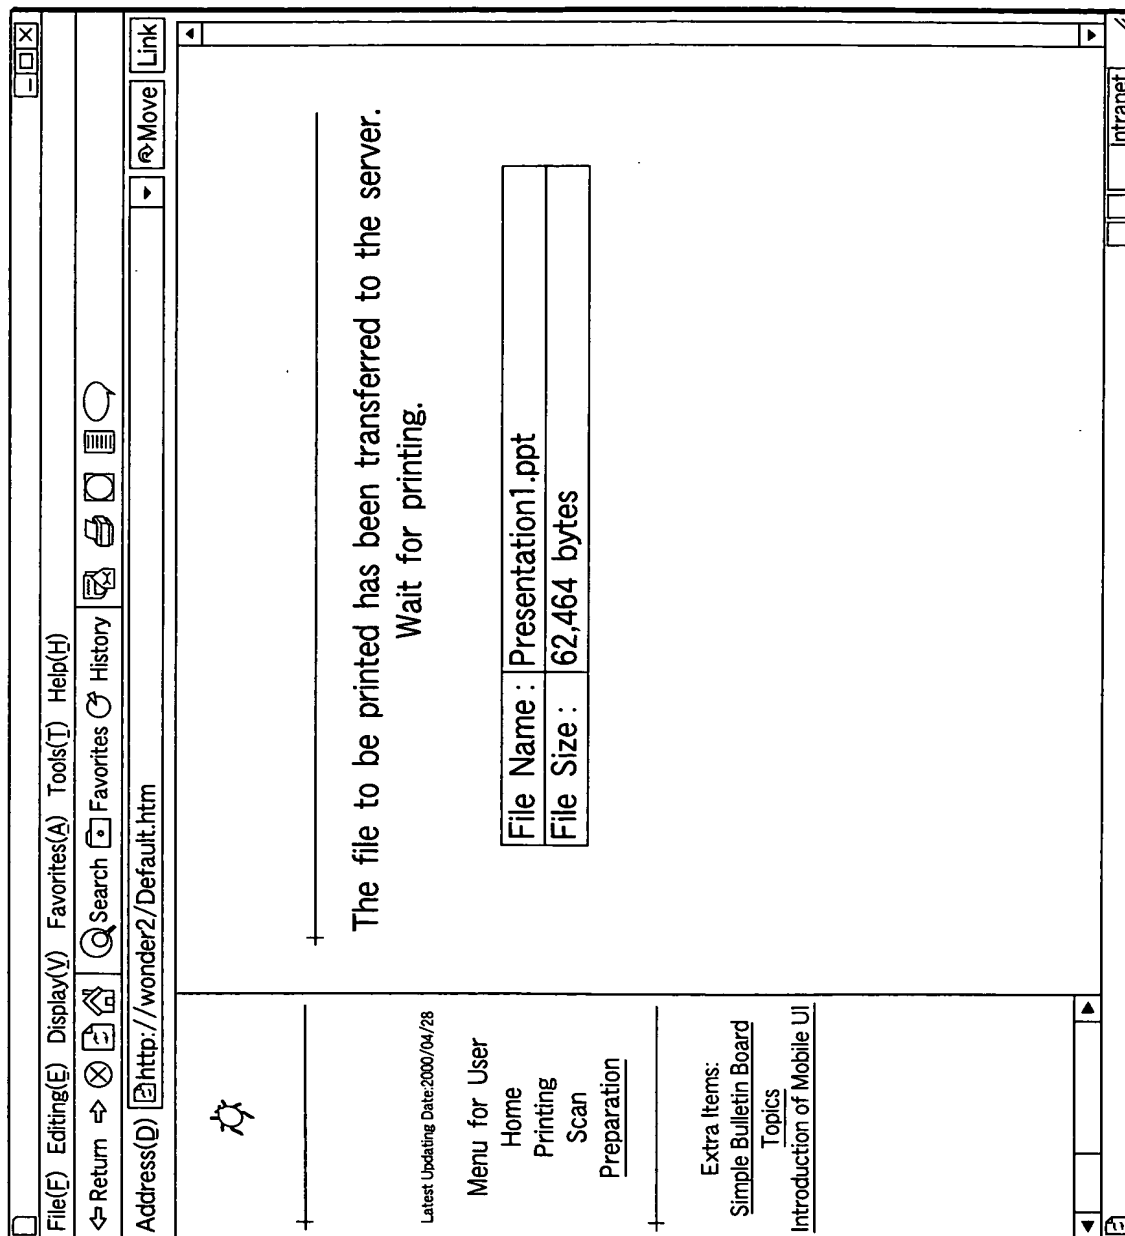 File(F) Editing(E) Display(V) Favorites(A) Tools(T) Help(H)
Return Search Favorites History
Address(D) http://wonder2/Default.htm Move Link
Latest Updating Date:2000/04/28
Menu for User
Home
Printing
Scan
Preparation
Extra Items:
Simple Bulletin Board
Topics
Introduction of Mobile UI
The file to be printed has been transferred to the server.
Wait for printing.
File Name : Presentation1.ppt
File Size : 62,464 bytes
Intranet